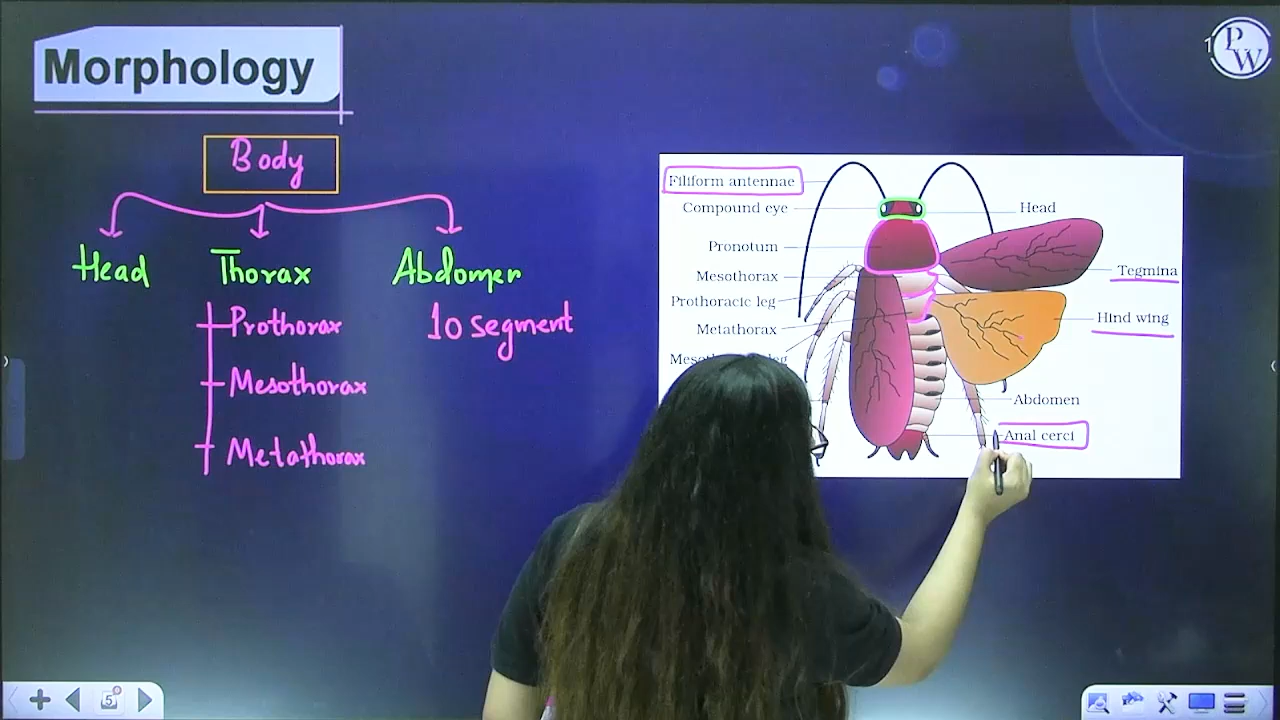 Morphology
PW
Body
Head Thorax Abdomen
Prothorax
10 segment
Mesothorax
Metathorax
Filiform antennae
Compound eye
Head
Pronotum
Mesothorax
Tegmina
Prothoracic leg
Hind wing
Metathorax
Abdomen
Anal cerci
5